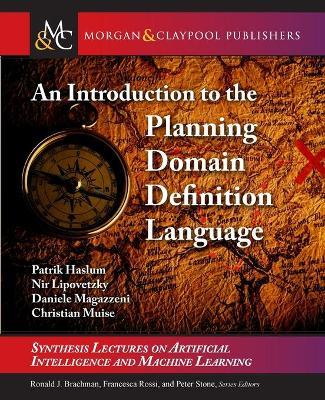 M
&C
MORGAN&CLAYPOOL PUBLISHERS
An Introduction to the
Planning
Domain
Definition
Language
Patrik Haslum
Nir Lipovetzky
Daniele Magazzeni
Christian Muise
SYNTHESIS LECTURES ON ARTIFICIAL
INTELLIGENCE AND MACHINE LEARNING
Ronald J. Brachman, Francesca Rossi, and Peter Stone, Series Editors